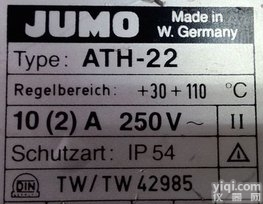 JUMO Made in W. Germany
Type: ATH-22
Regelbereich: +30+110 °C
10 (2) A 250V ~ II
Schutzart: IP 54
DIN TW/TW 42985
yiqi.com